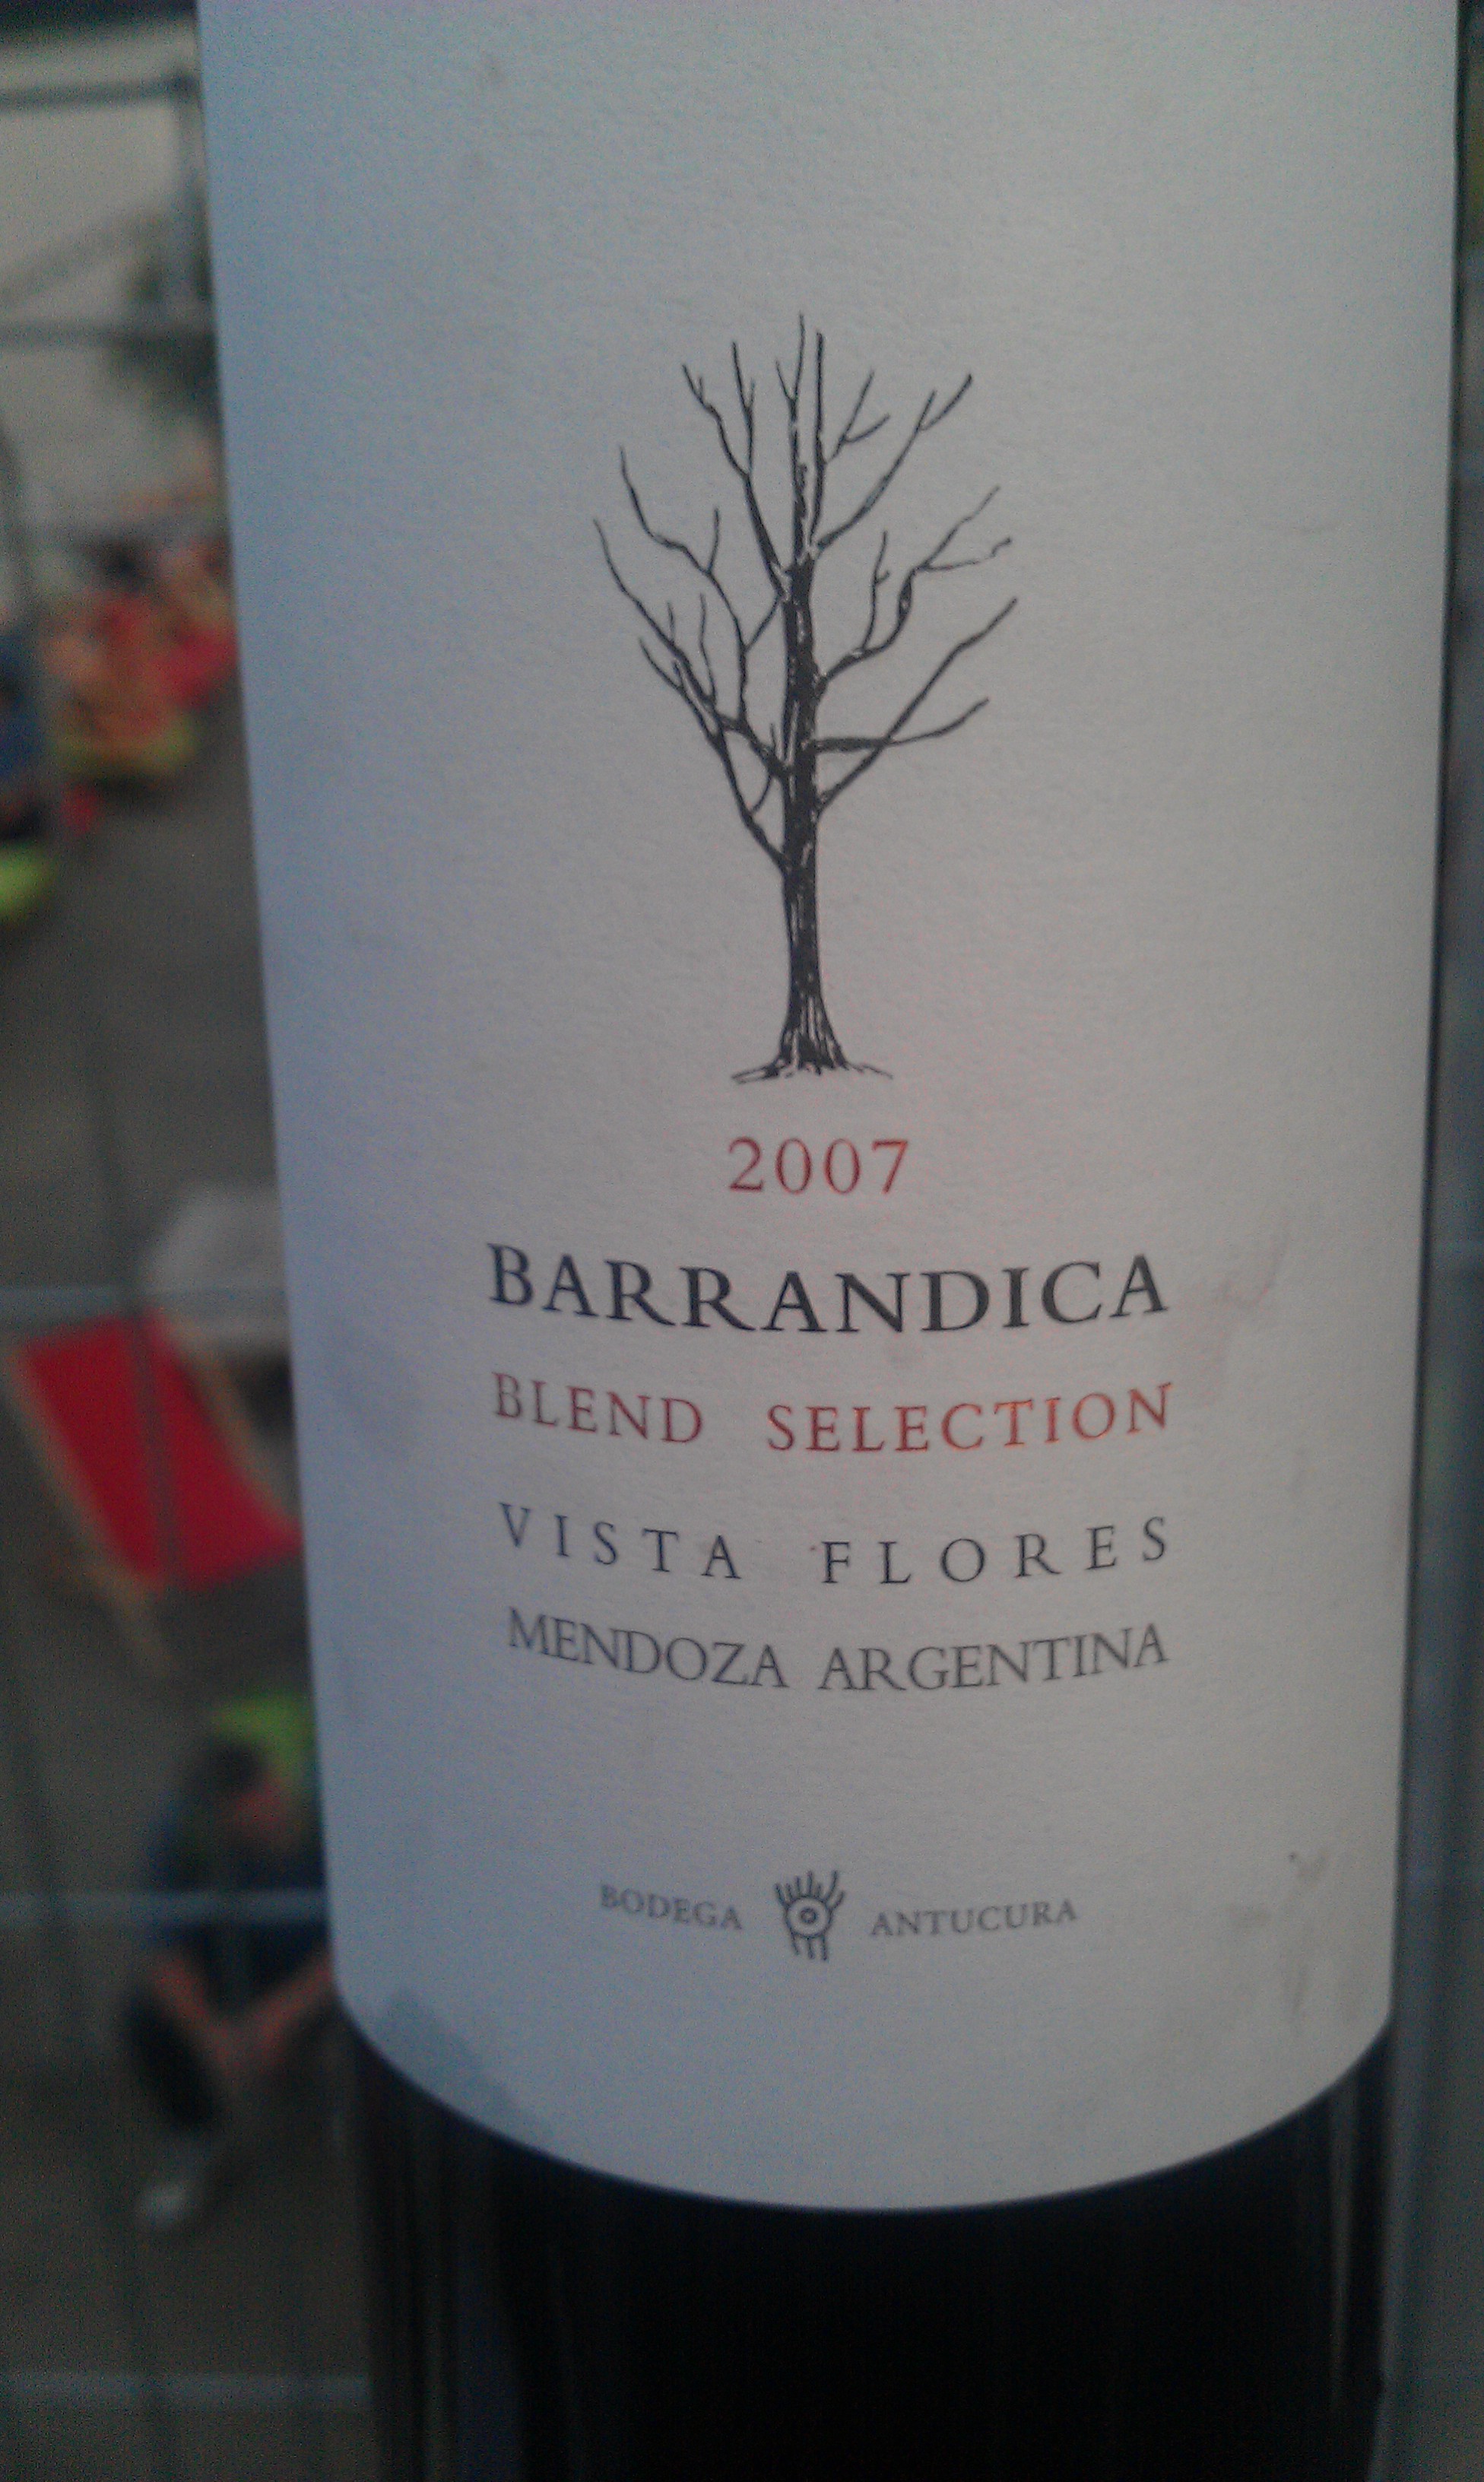 2007
BARRANDICA
BLEND SELECTION
VISTA FLORES
MENDOZA ARGENTINA
BODEGA ANTUCURA